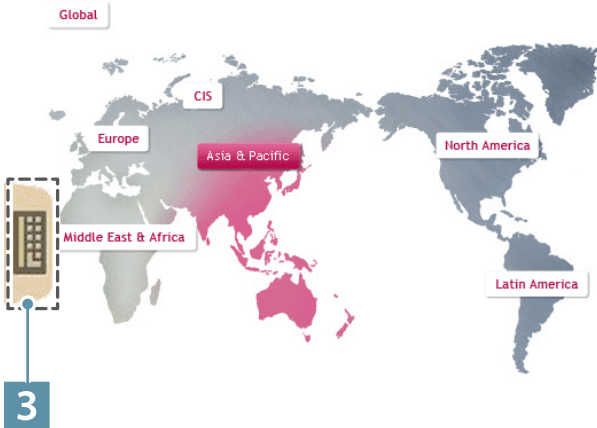 Global
CIS
Europe
Asia & Pacific
North America
Middle East & Africa
Latin America
3